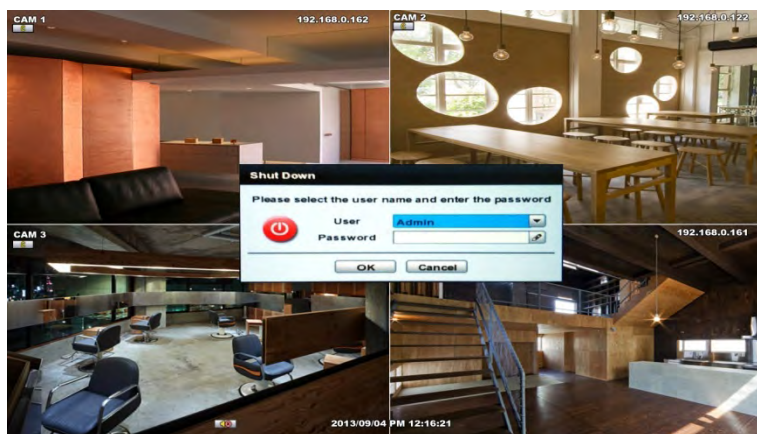 CAM 1
192.168.0.162
CAM 2
192.168.0.122
Shut Down
Please select the user name and enter the password
User Admin
Password
OK Cancel
CAM 3
192.168.0.161
2013/09/04 PM 12:16:21